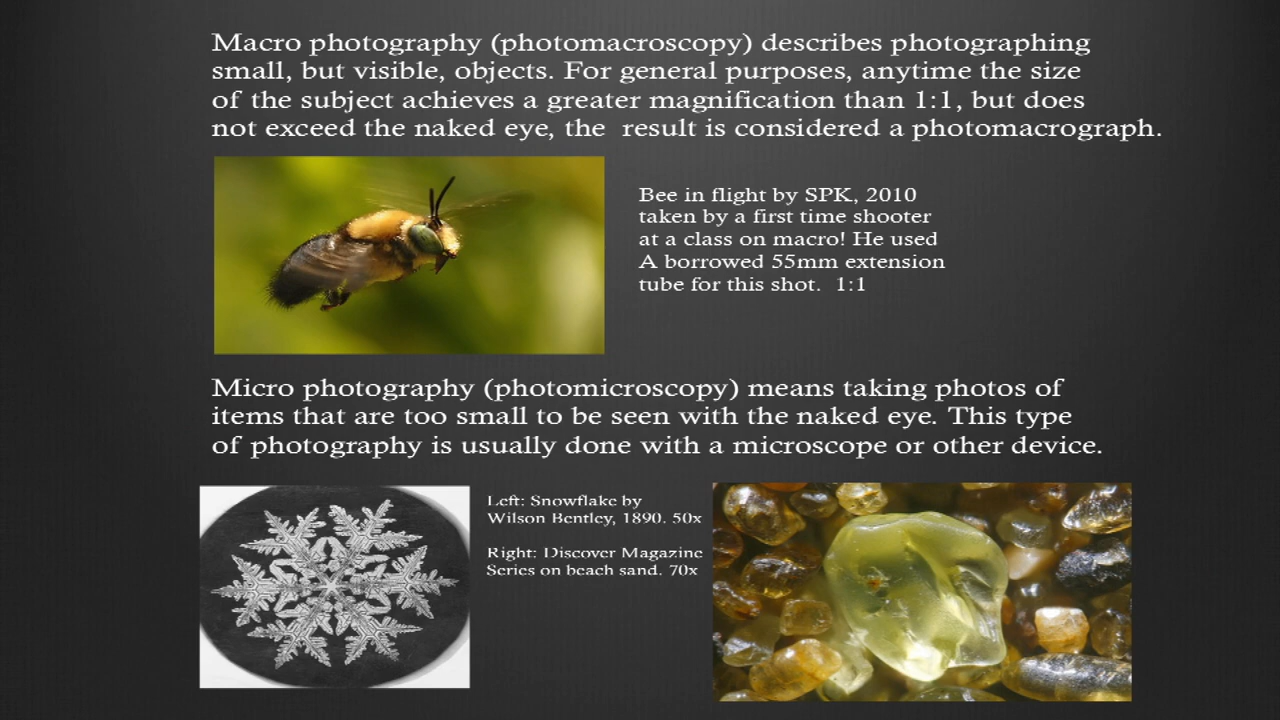 Macro photography (photomacroscopy) describes photographing
small, but visible, objects. For general purposes, anytime the size
of the subject achieves a greater magnification than 1:1, but does
not exceed the naked eye, the result is considered a photomacrograph.
Bee in flight by SPK, 2010
taken by a first time shooter
at a class on macro! He used
A borrowed 55mm extension
tube for this shot. 1:1
Micro photography (photomicroscopy) means taking photos of
items that are too small to be seen with the naked eye. This type
of photography is usually done with a microscope or other device.
Left: Snowflake by
Wilson Bentley, 1890. 50x
Right: Discover Magazine
Series on beach sand. 70x